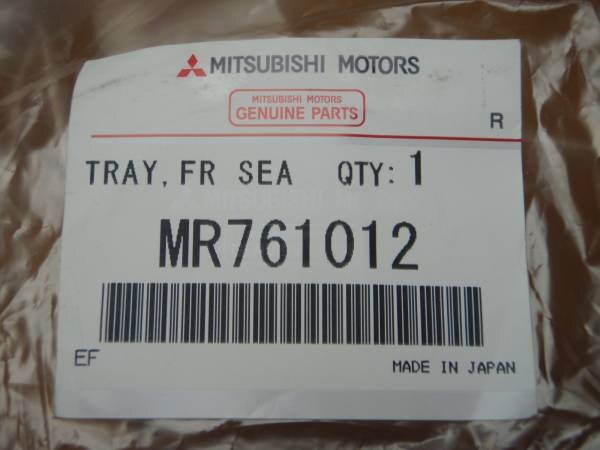 MITSUBISHI MOTORS
MITSUBISHI MOTORS
GENUINE PARTS
R
TRAY, FR SEA QTY: 1
MR761012
EF
MADE IN JAPAN